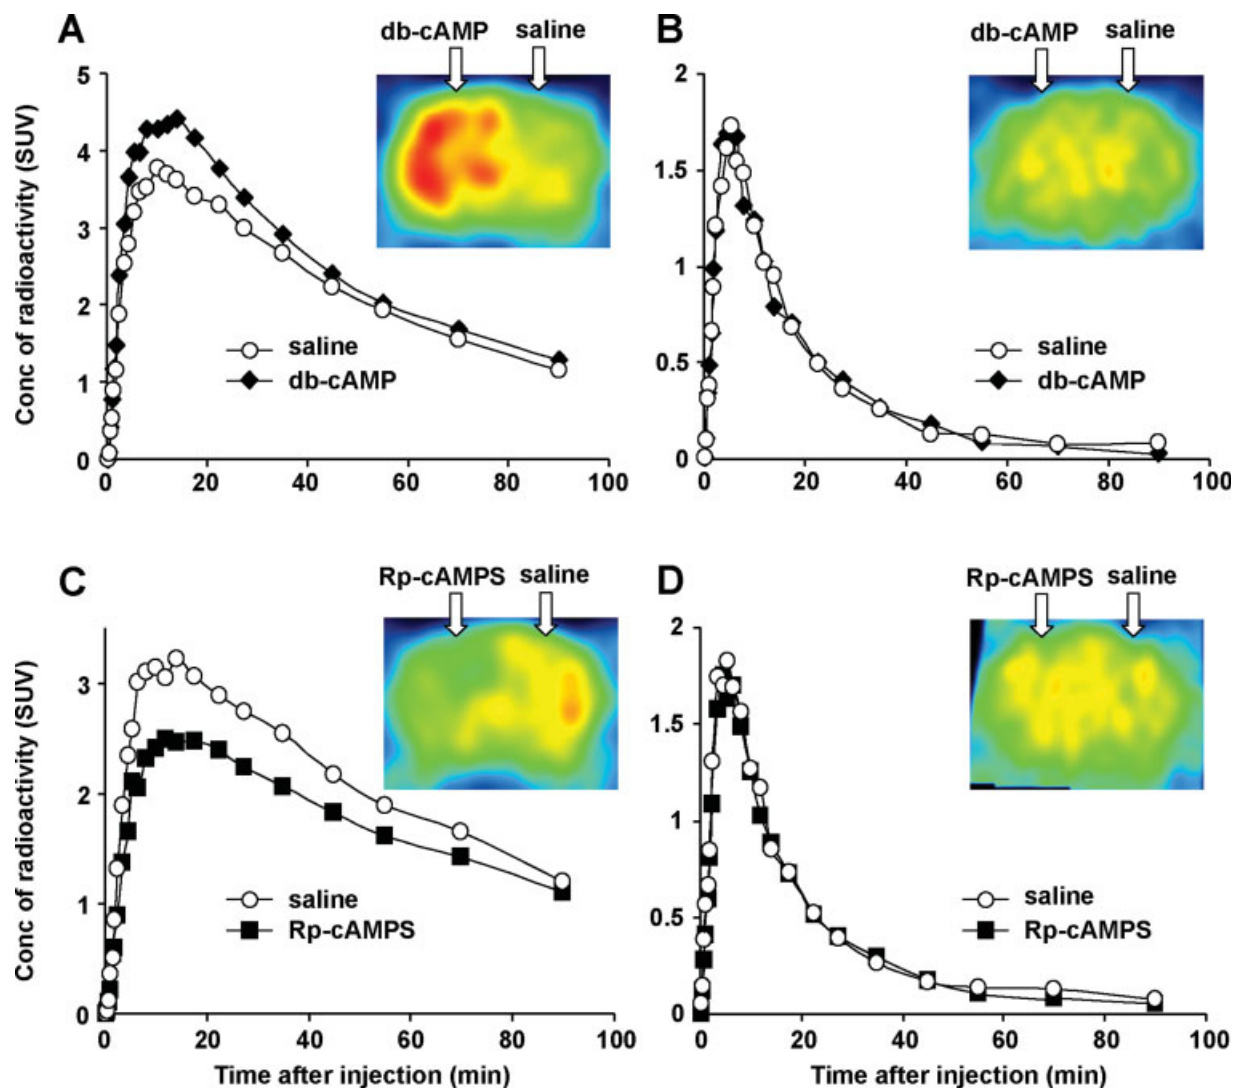 A
db-cAMP saline
5
4
3
2
1
0
0 20 40 60 80 100
Conc of radioactivity (SUV)
saline
db-cAMP
B
db-cAMP saline
2
1.5
1
0.5
0
0 20 40 60 80 100
saline
db-cAMP
C
Rp-cAMPS saline
3
2
1
0
0 20 40 60 80 100
Conc of radioactivity (SUV)
saline
Rp-cAMPS
Time after injection (min)
D
Rp-cAMPS saline
2
1.5
1
0.5
0
0 20 40 60 80 100
saline
Rp-cAMPS
Time after injection (min)